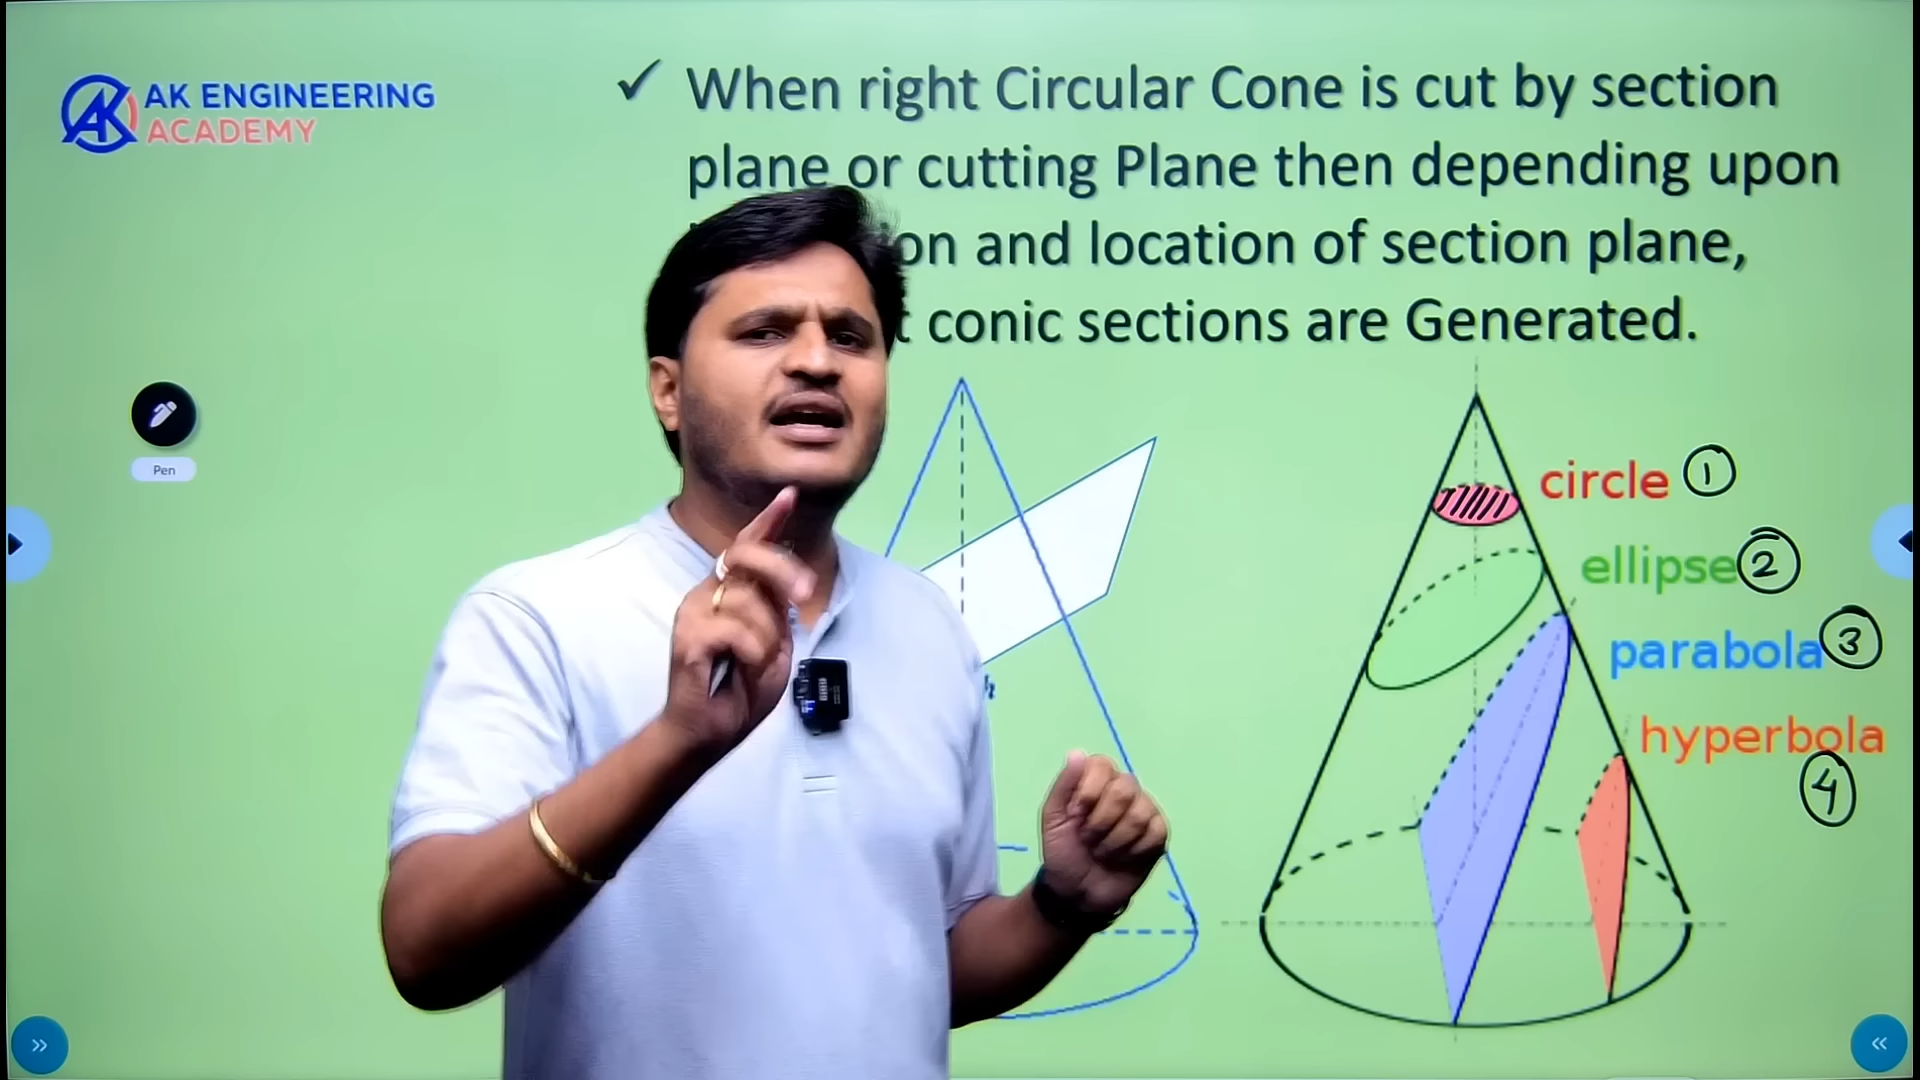 AK ENGINEERING
ACADEMY
✓ When right Circular Cone is cut by section
plane or cutting Plane then depending upon
and location of section plane,
conic sections are Generated.
Pen
h
circle 1
ellipse 2
parabola 3
hyperbola
4